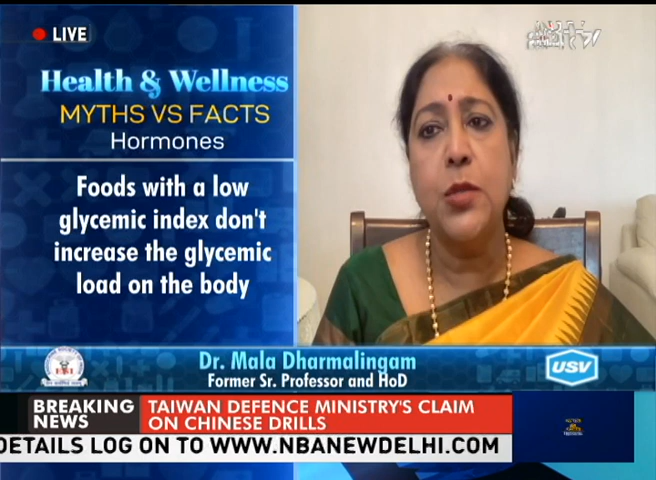 LIVE
Health & Wellness
MYTHS VS FACTS
Hormones
Foods with a low
glycemic index don't
increase the glycemic
load on the body
Dr. Mala Dharmalingam
Former Sr. Professor and HoD
USV
BREAKING
NEWS
TAIWAN DEFENCE MINISTRY'S CLAIM
ON CHINESE DRILLS
DETAILS LOG ON TO WWW.NBANEWDELHI.COM